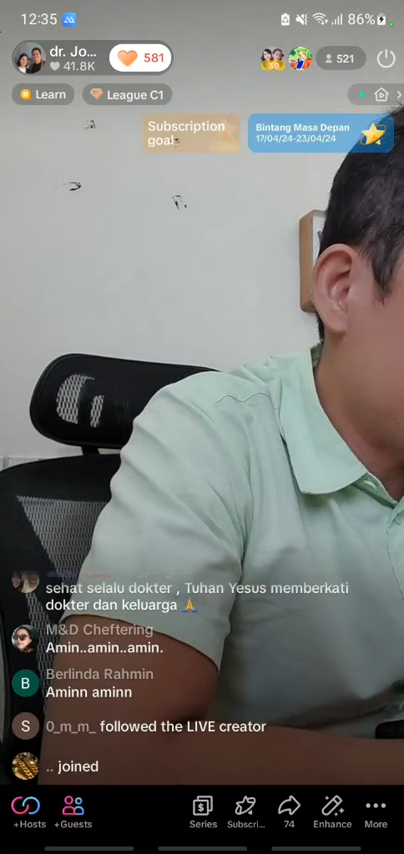 12:35
86%
dr. Jo...
41.8K
581
30
521
Learn
League C1
Subscription
goal
Bintang Masa Depan
17/04/24-23/04/24
sehat selalu dokter , Tuhan Yesus memberkati
dokter dan keluarga 🙏
M&D Cheftering
Amin..amin..amin.
B
Berlinda Rahmin
Aminn aminn
S
0_m_m_ followed the LIVE creator
.. joined
+Hosts
+Guests
Series
Subscri...
74
Enhance
More